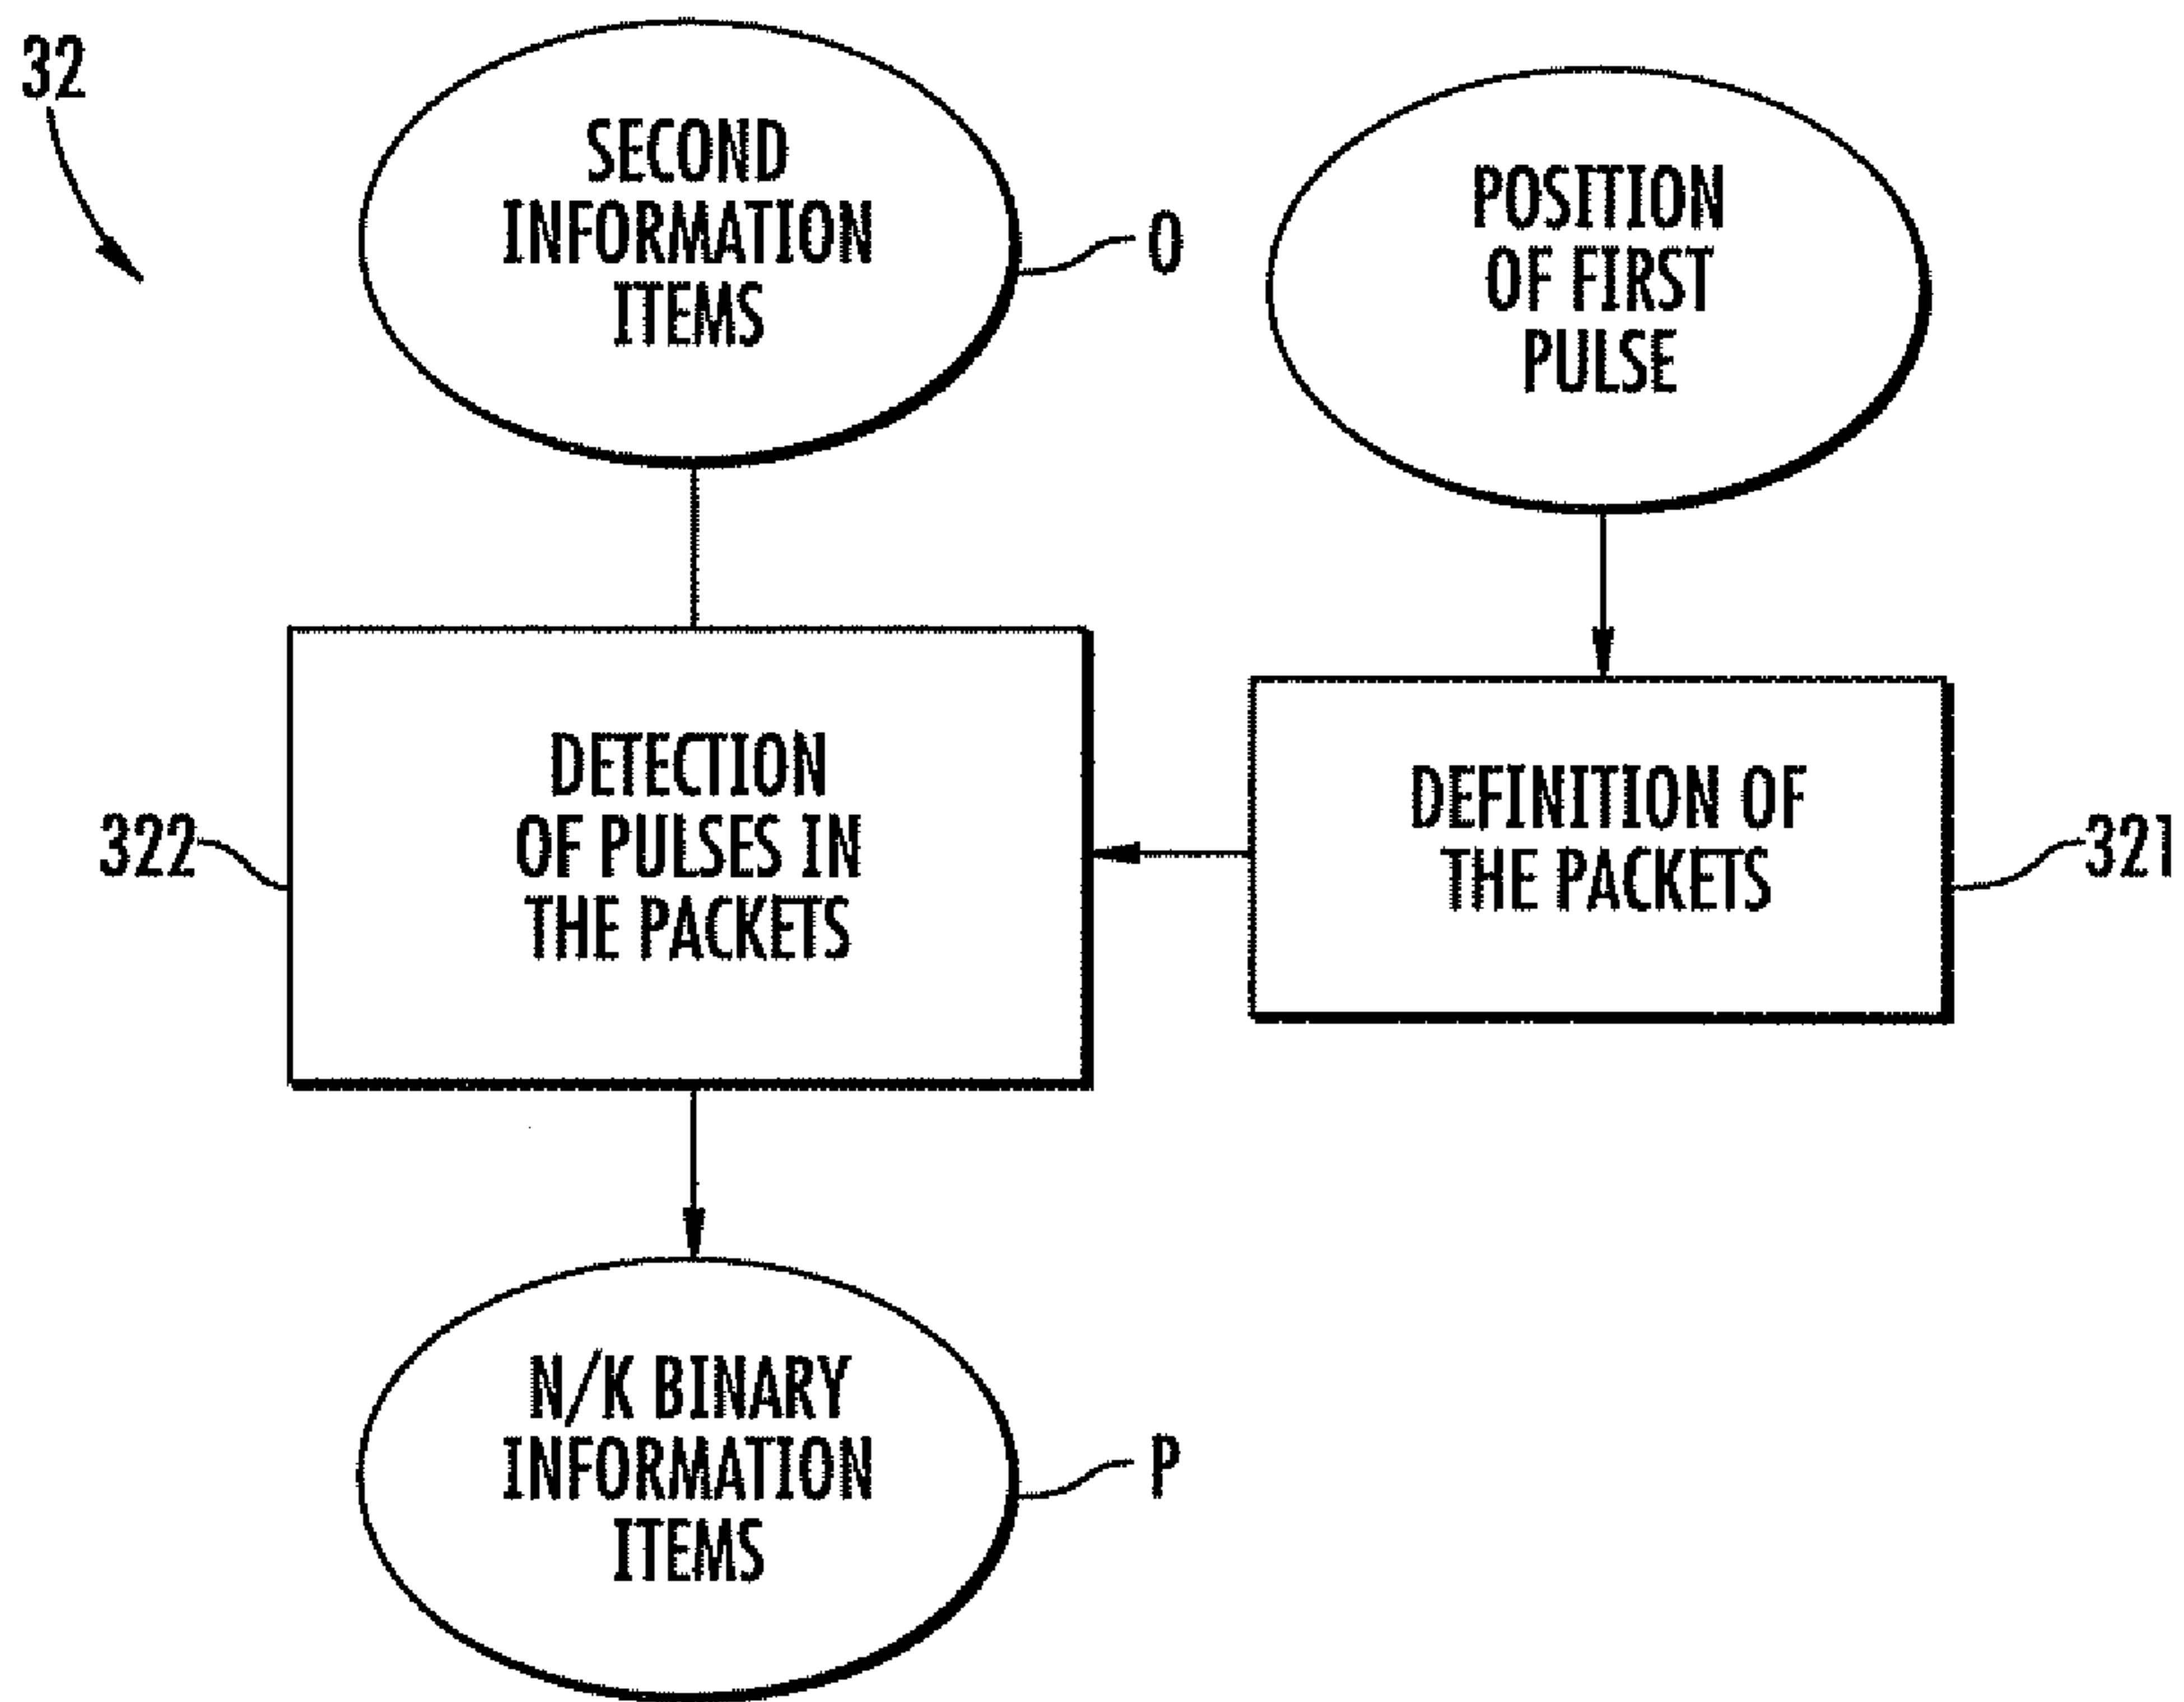 32
SECOND
INFORMATION
ITEMS
O
POSITION
OF FIRST
PULSE
DETECTION
OF PULSES IN
THE PACKETS
322
DEFINITION OF
THE PACKETS
321
N/K BINARY
INFORMATION
ITEMS
P